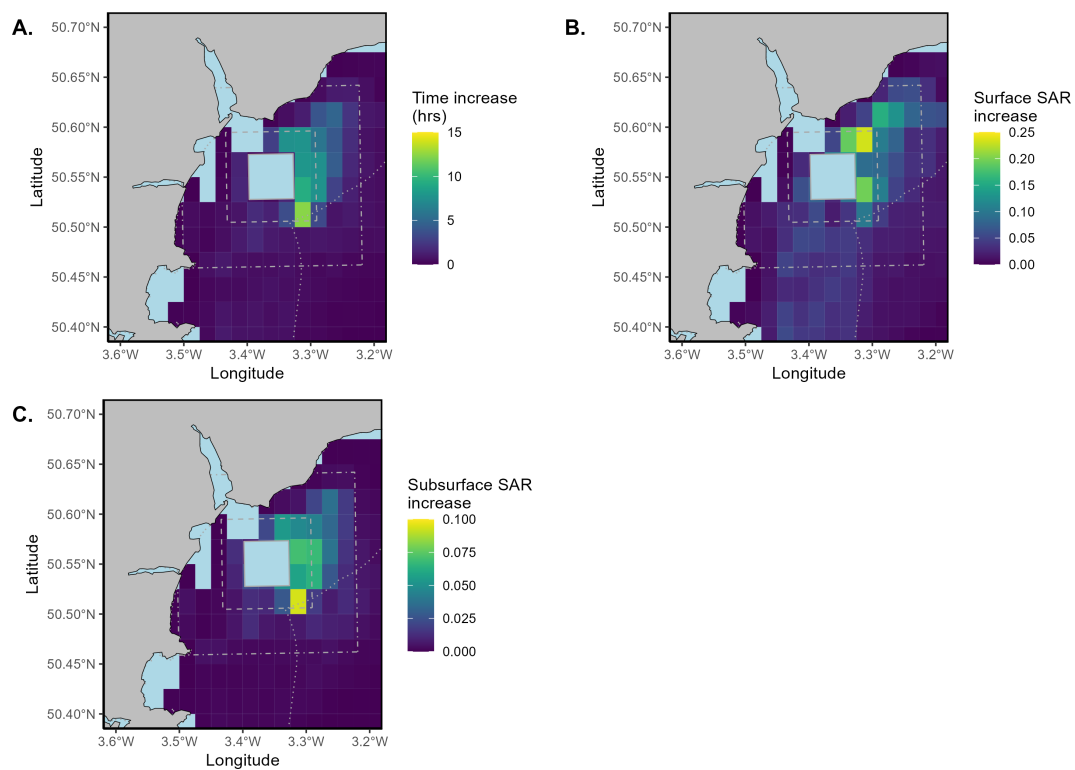 A.
50.70°N
50.65°N
50.60°N
50.55°N
50.50°N
50.45°N
50.40°N
Latitude
3.6°W 3.5°W 3.4°W 3.3°W 3.2°W
Longitude
Time increase
(hrs)
15
10
5
0
B.
50.70°N
50.65°N
50.60°N
50.55°N
50.50°N
50.45°N
50.40°N
Latitude
3.6°W 3.5°W 3.4°W 3.3°W 3.2°W
Longitude
Surface SAR
increase
0.25
0.20
0.15
0.10
0.05
0.00
C.
50.70°N
50.65°N
50.60°N
50.55°N
50.50°N
50.45°N
50.40°N
Latitude
3.6°W 3.5°W 3.4°W 3.3°W 3.2°W
Longitude
Subsurface SAR
increase
0.100
0.075
0.050
0.025
0.000